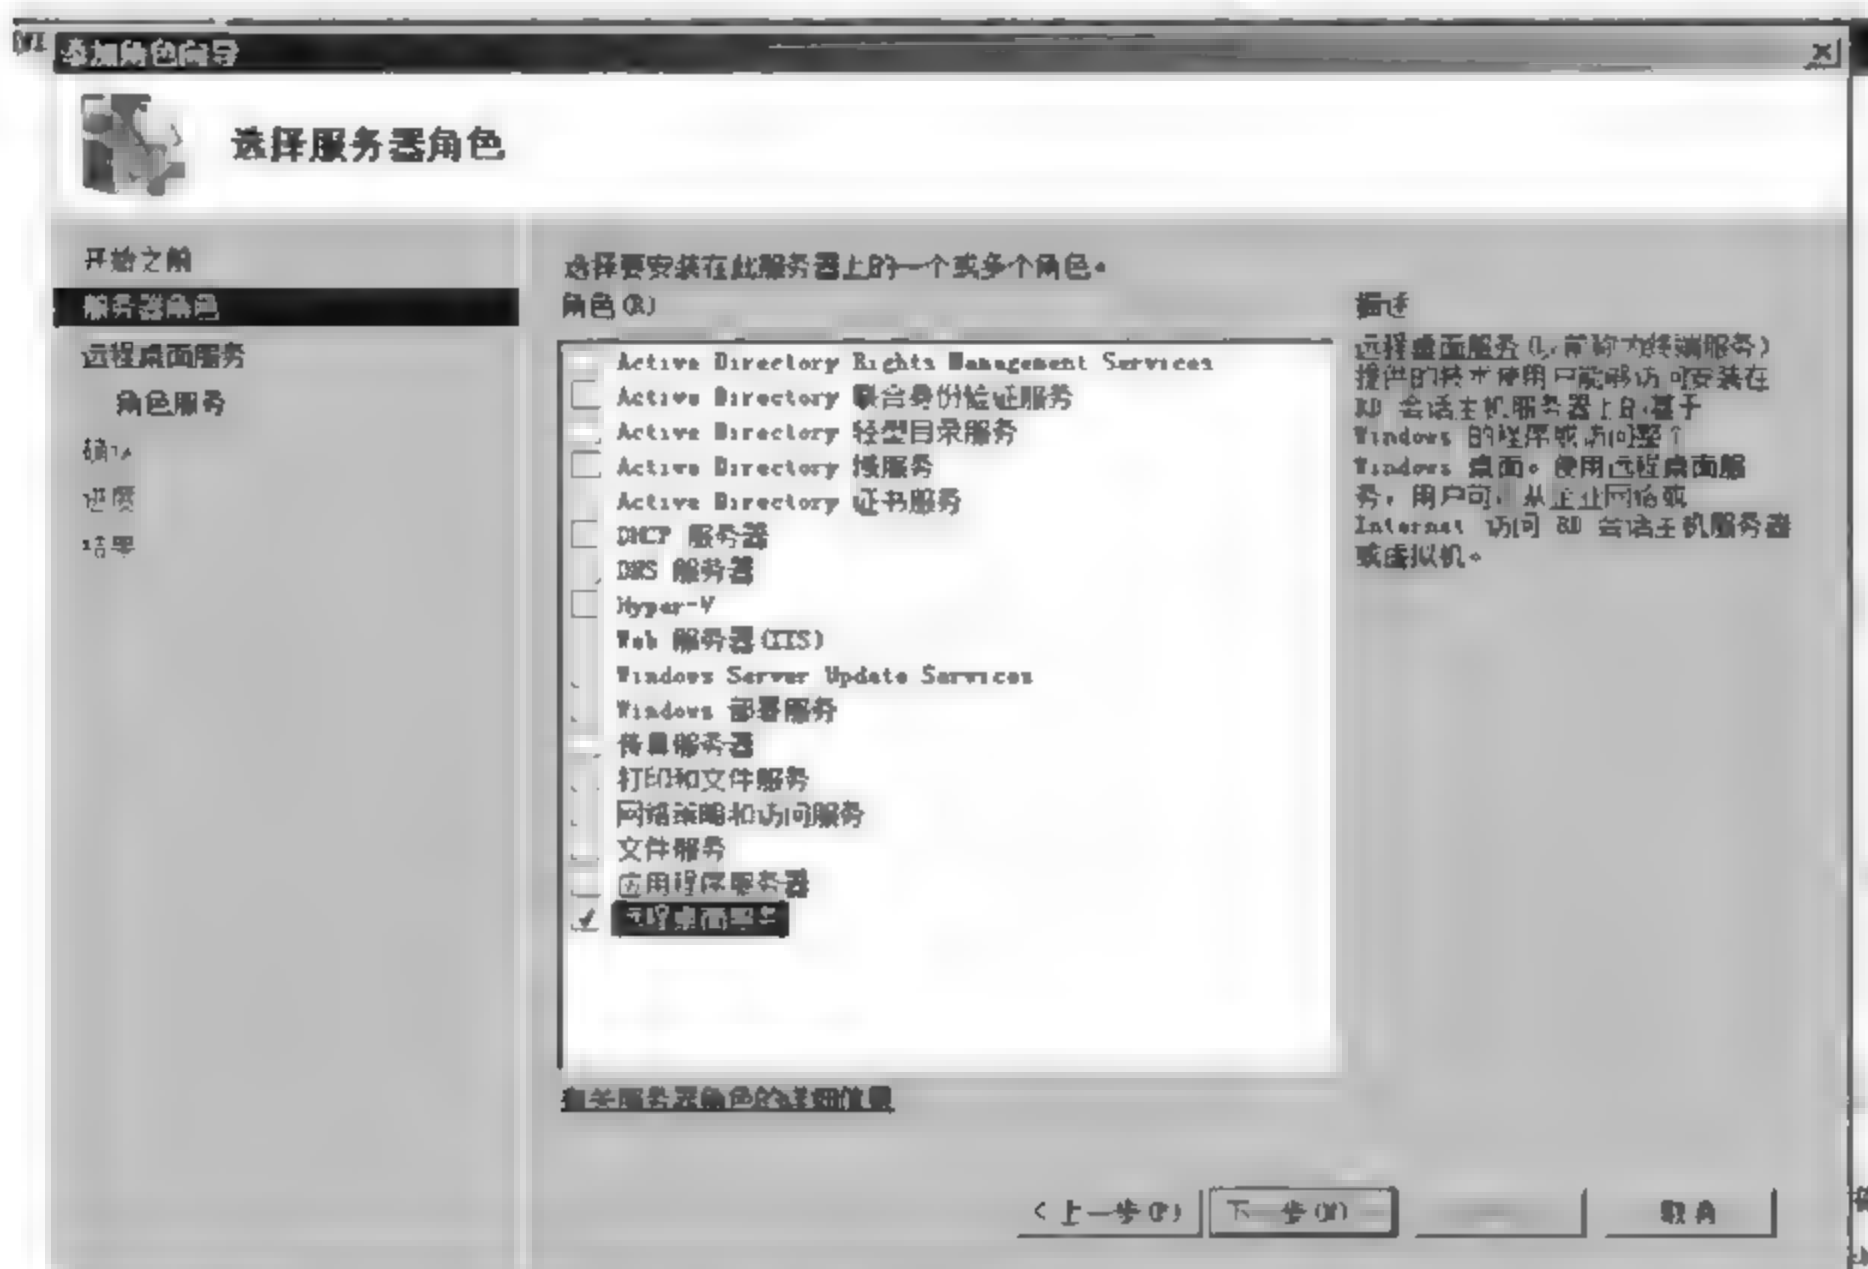 添加角色向导
选择服务器角色
开始之前
服务器角色
远程桌面服务
角色服务
确认
进度
结果
选择要安装在此服务器上的一个或多个角色。
角色(R)
Active Directory Rights Management Services
Active Directory 联合身份验证服务
Active Directory 轻型目录服务
Active Directory 域服务
Active Directory 证书服务
DHCP 服务器
DNS 服务器
Hyper-V
Web 服务器(IIS)
Windows Server Update Services
Windows 部署服务
传真服务器
打印和文件服务
网络策略和访问服务
文件服务
应用程序服务器
远程桌面服务
有关服务器角色的详细信息
描述
远程桌面服务(以前称为终端服务)
提供的技术使用户能够访问安装在
RD 会话主机服务器上的基于
Windows 的程序或访问整个
Windows 桌面。使用远程桌面服
务，用户可以从企业网络或
Internet 访问 RD 会话主机服务器
或虚拟机。
< 上一步(P)
下一步(N)
取消